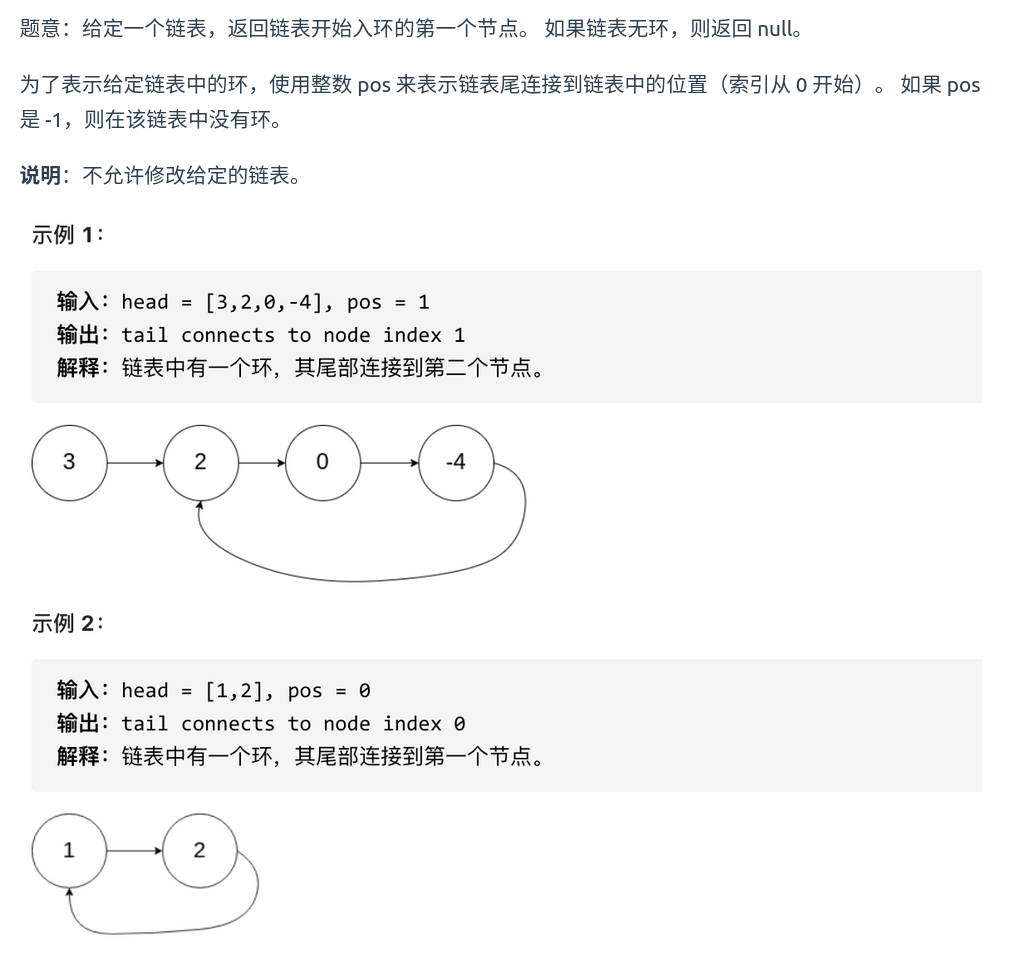 题意：给定一个链表，返回链表开始入环的第一个节点。 如果链表无环，则返回 null。
为了表示给定链表中的环，使用整数 pos 来表示链表尾连接到链表中的位置（索引从 0 开始）。 如果 pos
是 -1，则在该链表中没有环。
说明：不允许修改给定的链表。
示例 1：
输入：head = [3,2,0,-4], pos = 1
输出：tail connects to node index 1
解释：链表中有一个环，其尾部连接到第二个节点。
3 2 0 -4
示例 2：
输入：head = [1,2], pos = 0
输出：tail connects to node index 0
解释：链表中有一个环，其尾部连接到第一个节点。
1 2